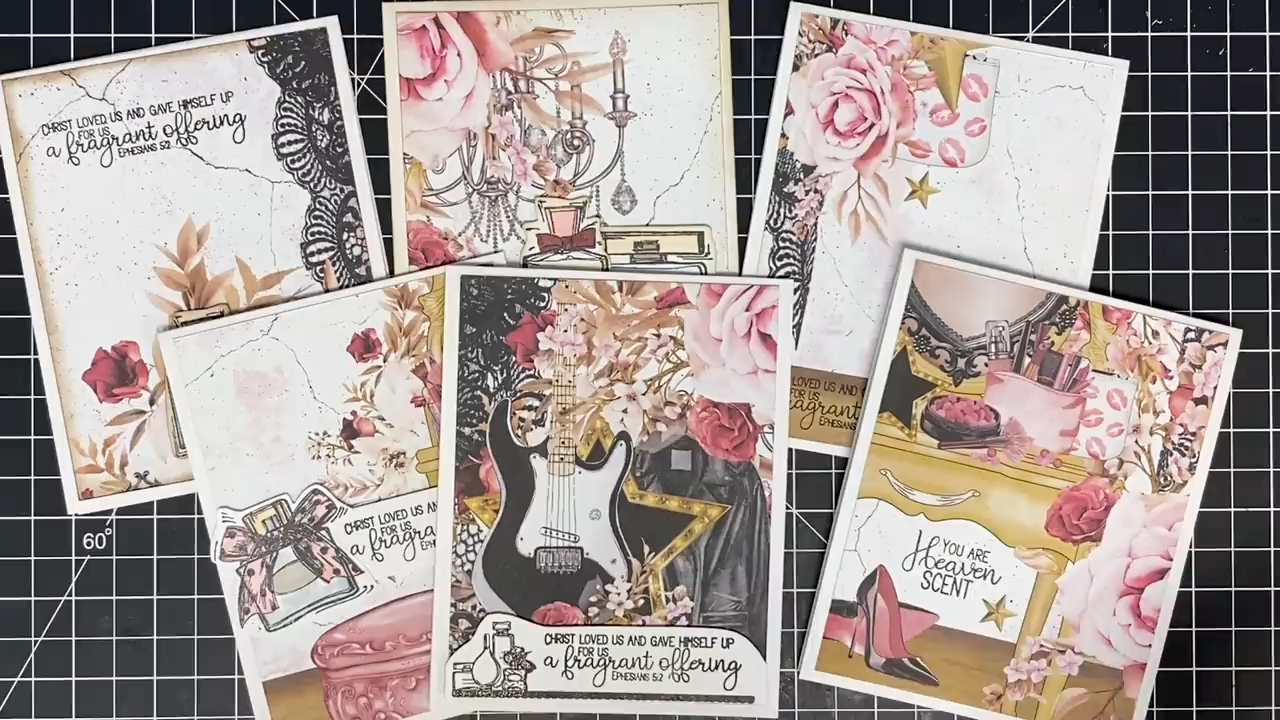 CHRIST LOVED US AND GAVE HIMSELF UP
FOR US
a fragrant offering
EPHESIANS 5:2
LOVED US AND
FOR US
EPHESIANS
CHRIST LOVED US AN
FOR US
CHRIST LOVED US AND GAVE HIMSELF UP
FOR US
a fragrant offering
EPHESIANS 5:2
YOU ARE
Heaven
SCENT
60°